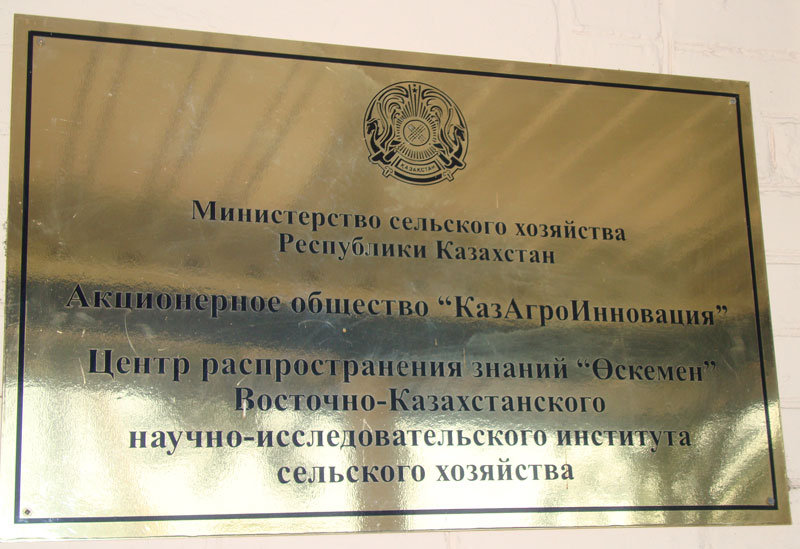 ҚАЗАҚСТАН
Министерство сельского хозяйства
Республики Казахстан
Акционерное общество “КазАгроИнновация”
Центр распространения знаний “Өскемен”
Восточно-Казахстанского
научно-исследовательского института
сельского хозяйства